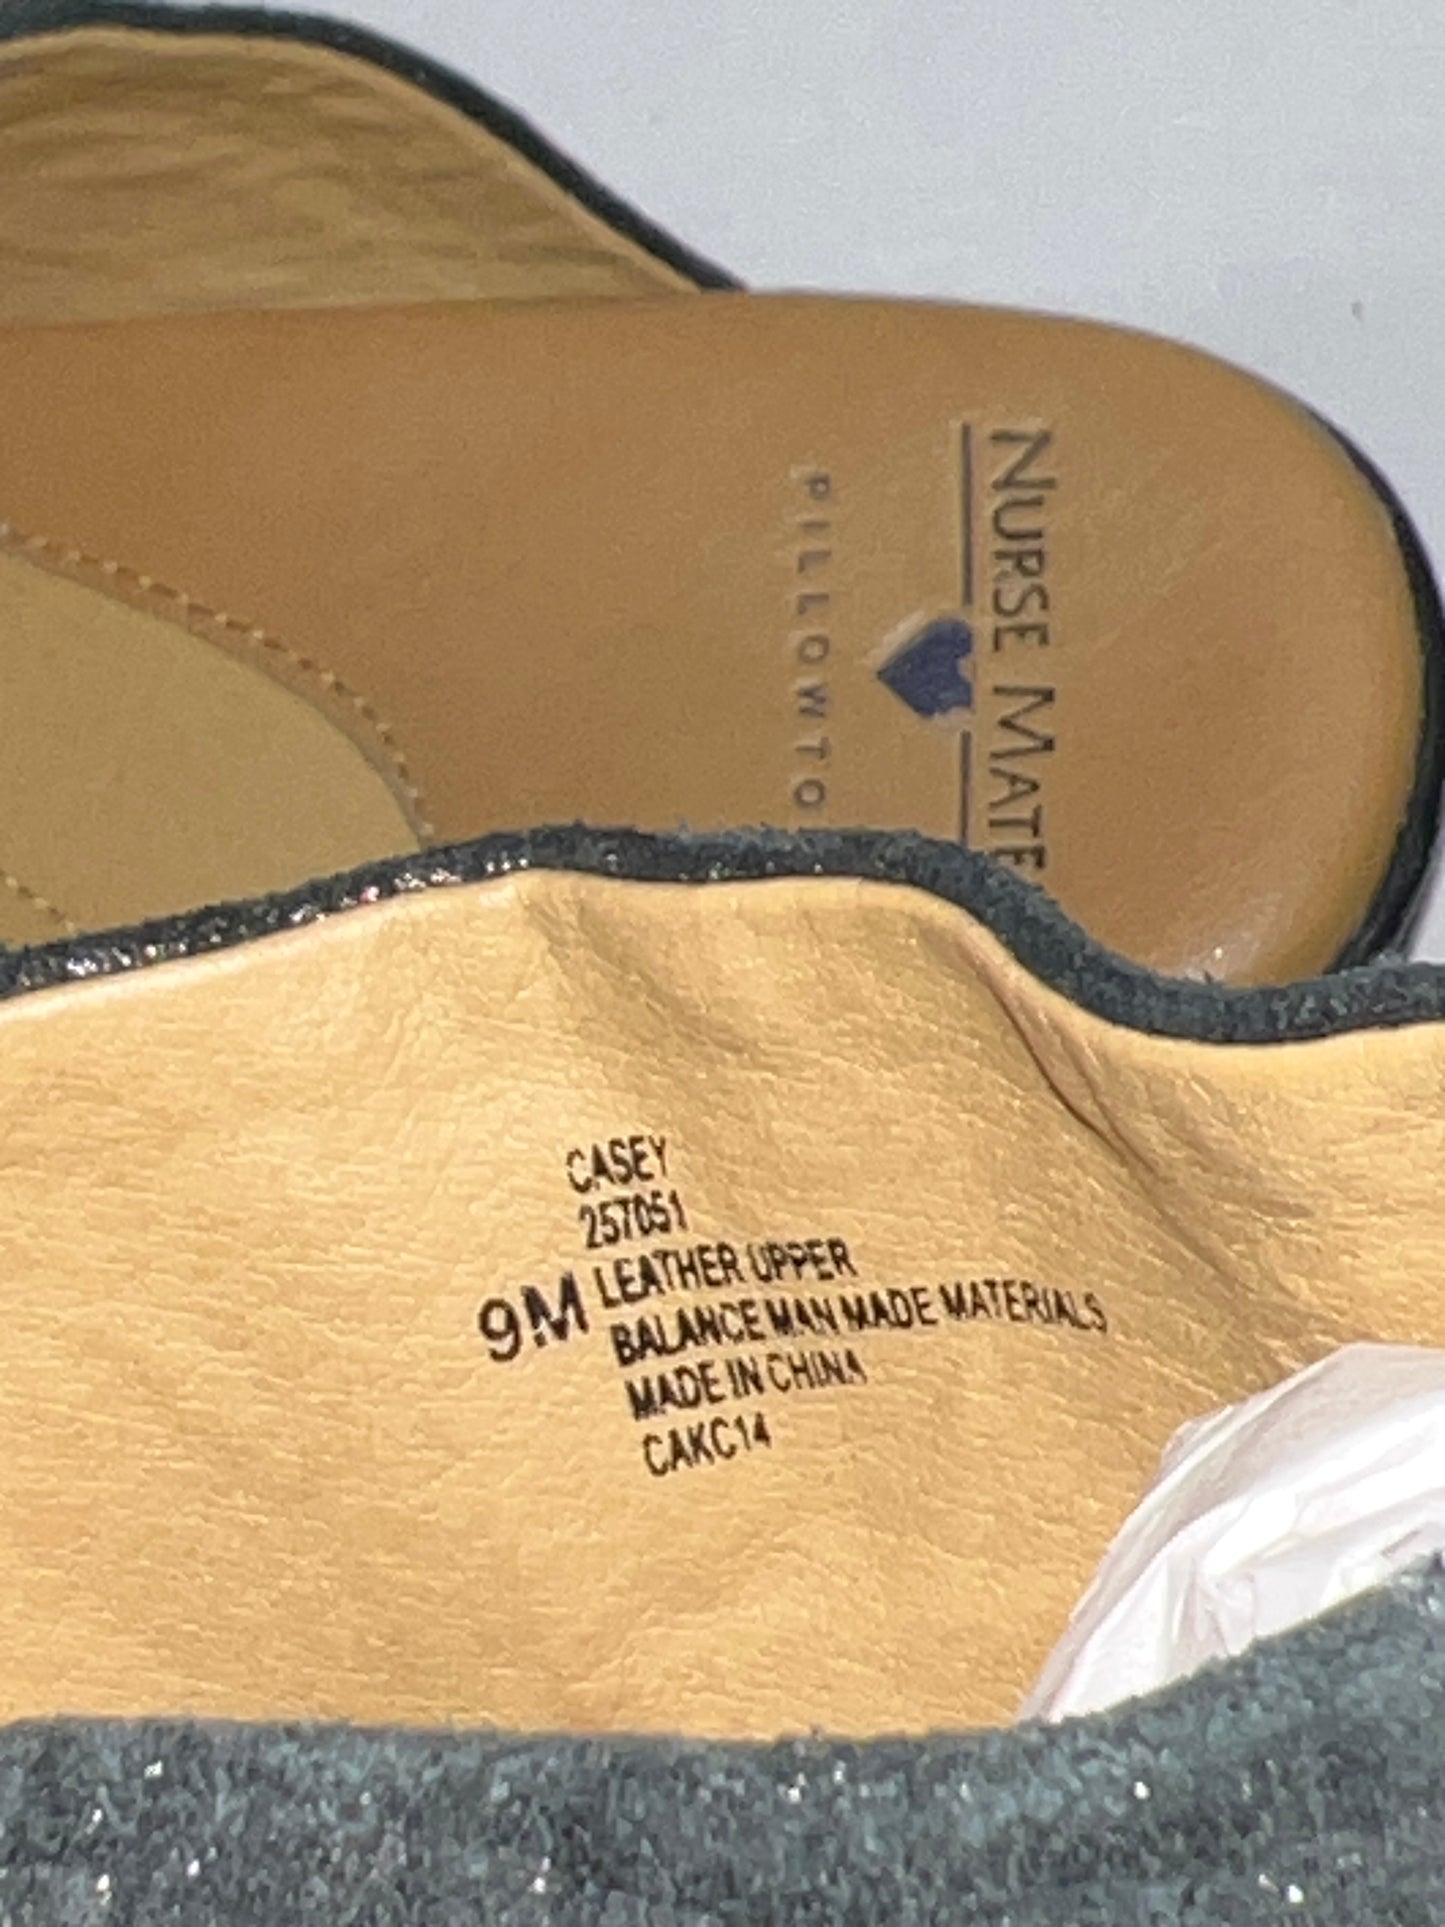 NURSE MATE
PILLOWTO
CASEY
257051
9M
LEATHER UPPER
BALANCE MAN MADE MATERIALS
MADE IN CHINA
CAKC14